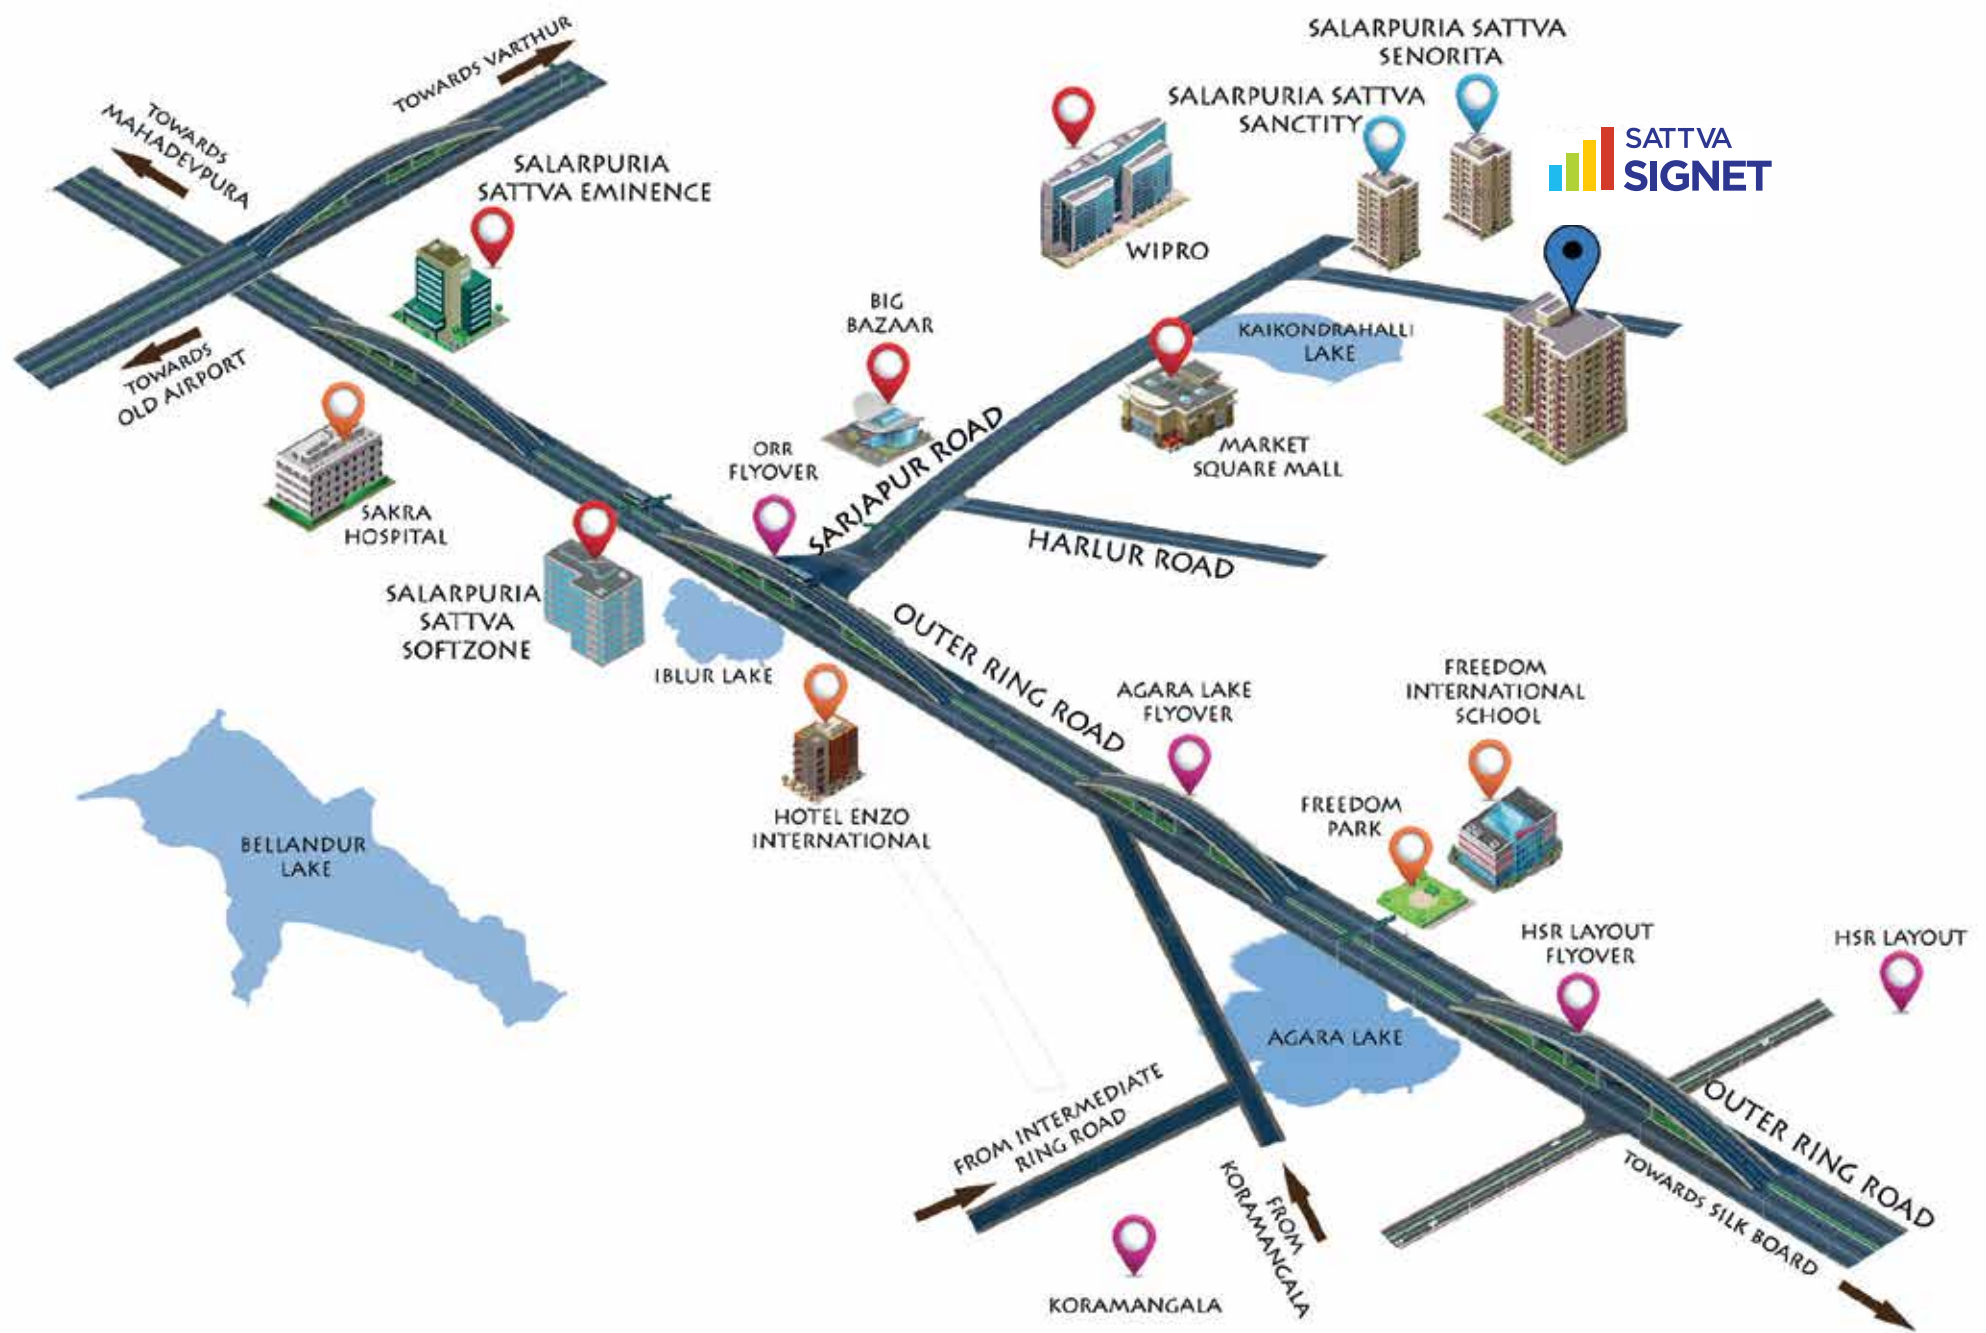 TOWARDS VARTHUR
TOWARDS
MAHADEVPURA
SALARPURIA
SATTVA EMINENCE
TOWARDS
OLD AIRPORT
SALARPURIA SATTVA
SENORITA
SALARPURIA SATTVA
SANCTITY
SATTVA
SIGNET
WIPRO
BIG
BAZAAR
KAIKONDRAHALLI
LAKE
MARKET
SQUARE MALL
ORR
FLYOVER
SARJAPUR ROAD
HARLUR ROAD
SAKRA
HOSPITAL
SALARPURIA
SATTVA
SOFTZONE
IBLUR LAKE
OUTER RING ROAD
HOTEL ENZO
INTERNATIONAL
AGARA LAKE
FLYOVER
FREEDOM
INTERNATIONAL
SCHOOL
FREEDOM
PARK
BELLANDUR
LAKE
HSR LAYOUT
FLYOVER
HSR LAYOUT
AGARA LAKE
FROM INTERMEDIATE
RING ROAD
FROM
KORAMANGALA
OUTER RING ROAD
TOWARDS SILK BOARD
KORAMANGALA